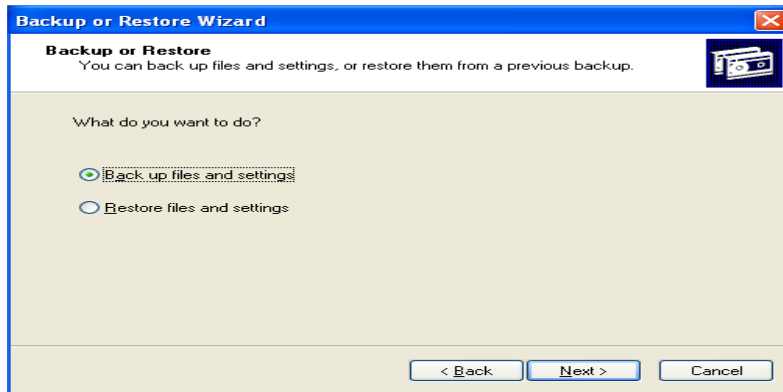 Backup or Restore Wizard
Backup or Restore
You can back up files and settings, or restore them from a previous backup.
What do you want to do?
Back up files and settings
Restore files and settings
< Back
Next >
Cancel